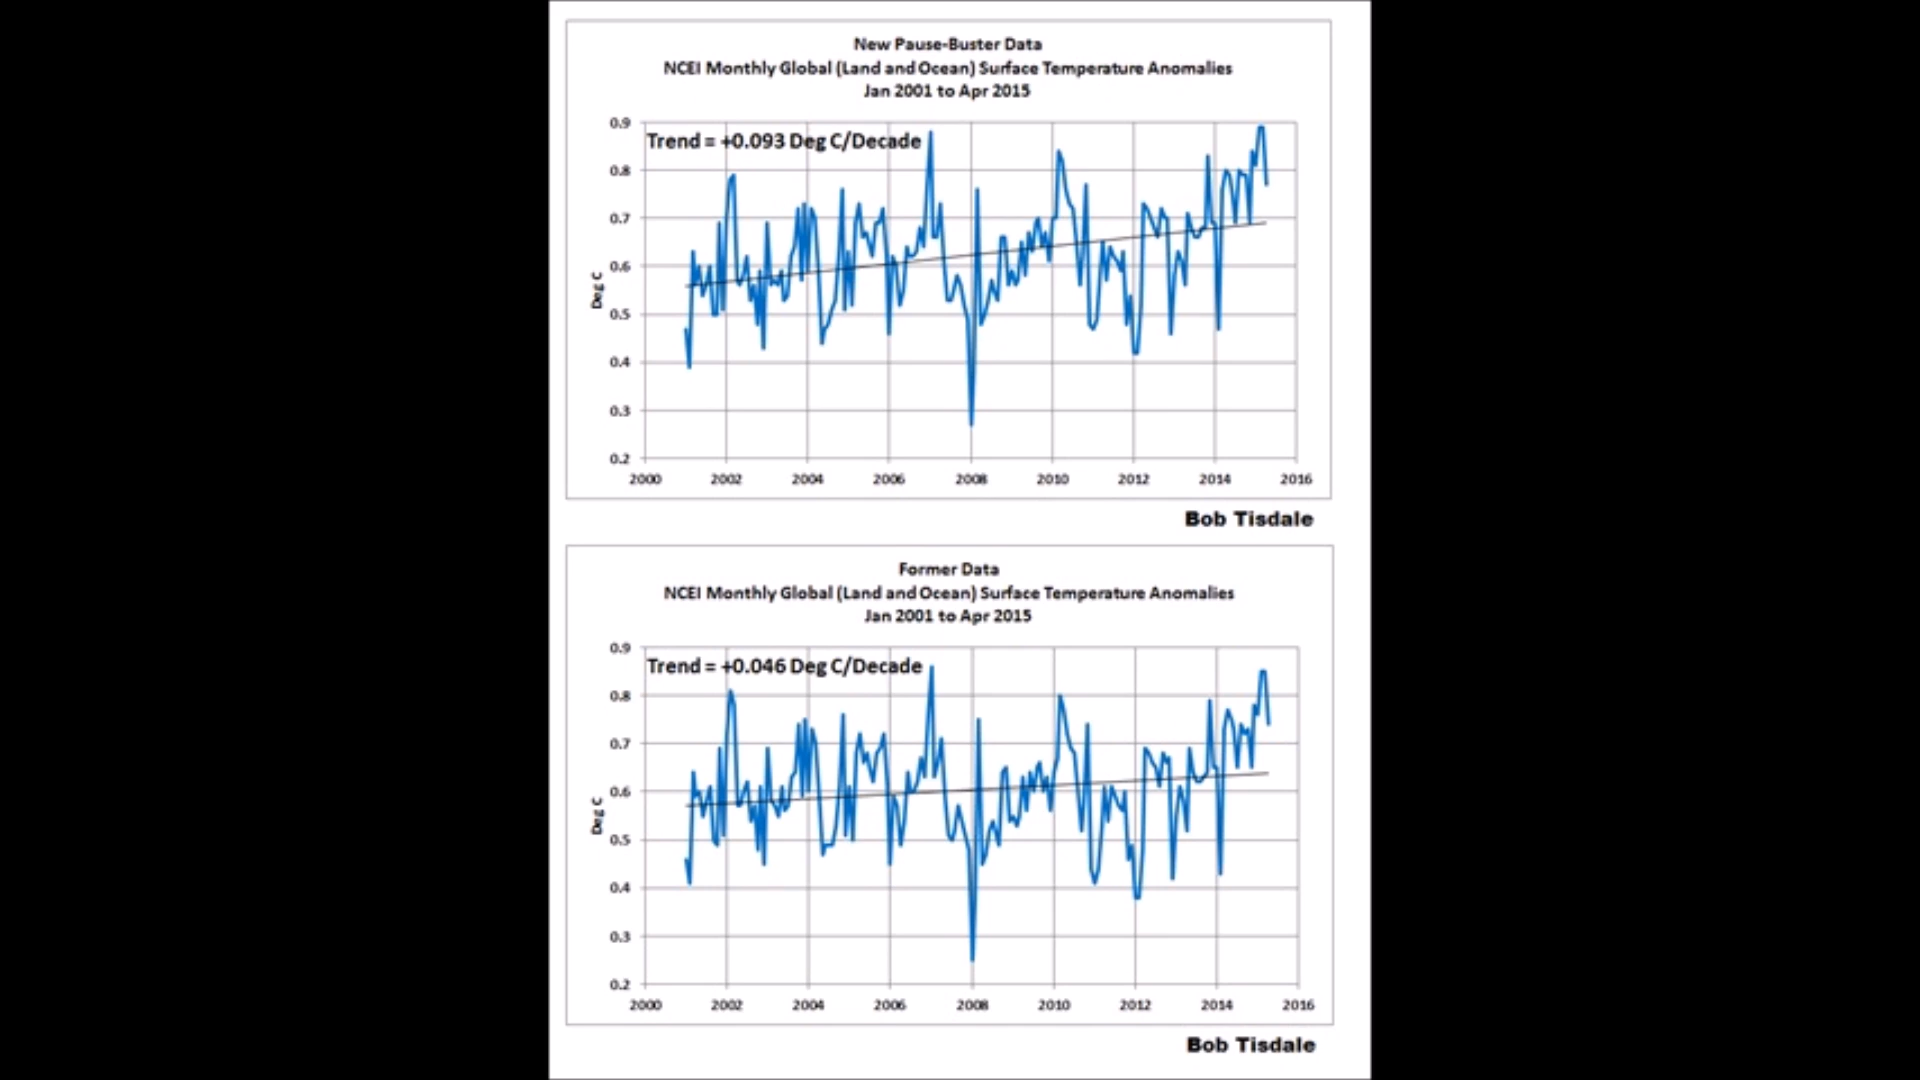 New Pause-Buster Data
NCEI Monthly Global (Land and Ocean) Surface Temperature Anomalies
Jan 2001 to Apr 2015
Trend = +0.093 Deg C/Decade
0.9
0.8
0.7
0.6
0.5
0.4
0.3
0.2
Deg C
2000 2002 2004 2006 2008 2010 2012 2014 2016
Bob Tisdale
Former Data
NCEI Monthly Global (Land and Ocean) Surface Temperature Anomalies
Jan 2001 to Apr 2015
Trend = +0.046 Deg C/Decade
0.9
0.8
0.7
0.6
0.5
0.4
0.3
0.2
Deg C
2000 2002 2004 2006 2008 2010 2012 2014 2016
Bob Tisdale